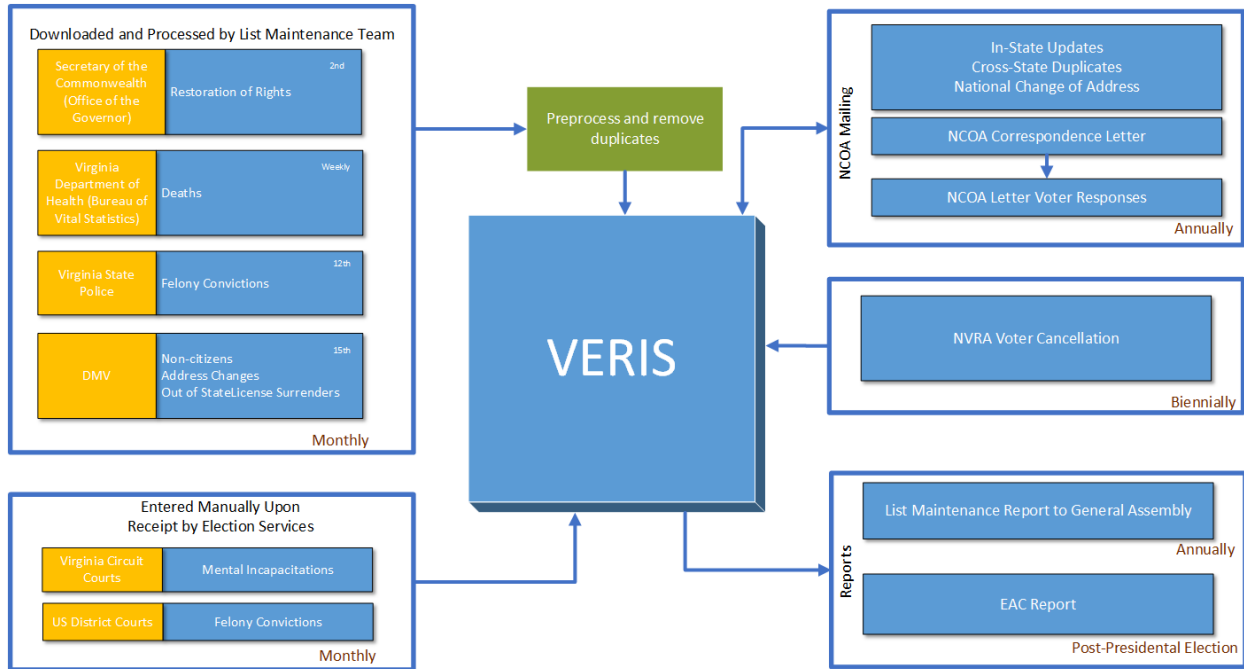 Downloaded and Processed by List Maintenance Team
Secretary of the
Commonwealth
(Office of the
Governor)
2nd
Restoration of Rights
Virginia
Department of
Health (Bureau of
Vital Statistics)
Weekly
Deaths
Virginia State
Police
12th
Felony Convictions
DMV
15th
Non-citizens
Address Changes
Out of StateLicense Surrenders
Monthly
Entered Manually Upon
Receipt by Election Services
Virginia Circuit
Courts
Mental Incapacitations
US District Courts
Felony Convictions
Monthly
Preprocess and remove
duplicates
VERIS
NCOA Mailing
In-State Updates
Cross-State Duplicates
National Change of Address
NCOA Correspondence Letter
NCOA Letter Voter Responses
Annually
NVRA Voter Cancellation
Biennially
Reports
List Maintenance Report to General Assembly
Annually
EAC Report
Post-Presidental Election